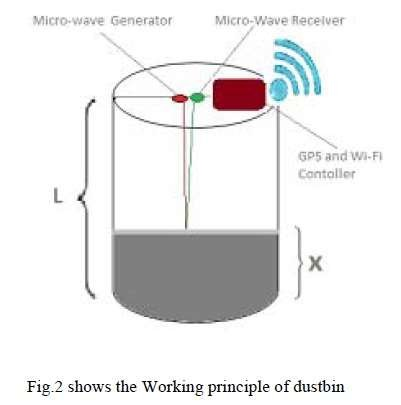 Micro-wave Generator
Micro-Wave Receiver
GPS and Wi-Fi
Contoller
L
X
Fig.2 shows the Working principle of dustbin